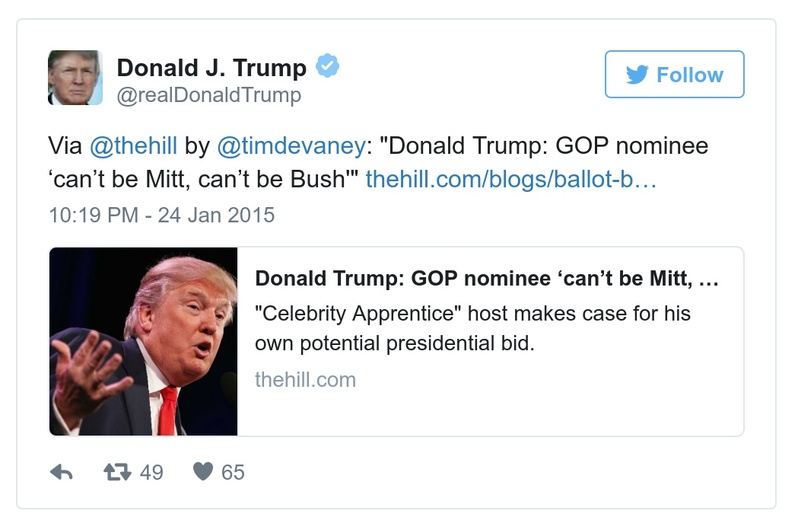 Donald J. Trump
@realDonaldTrump
Follow
Via @thehill by @timdevaney: "Donald Trump: GOP nominee
‘can’t be Mitt, can’t be Bush'" thehill.com/blogs/ballot-b…
10:19 PM - 24 Jan 2015
Donald Trump: GOP nominee ‘can’t be Mitt, …
"Celebrity Apprentice" host makes case for his
own potential presidential bid.
thehill.com
49
65